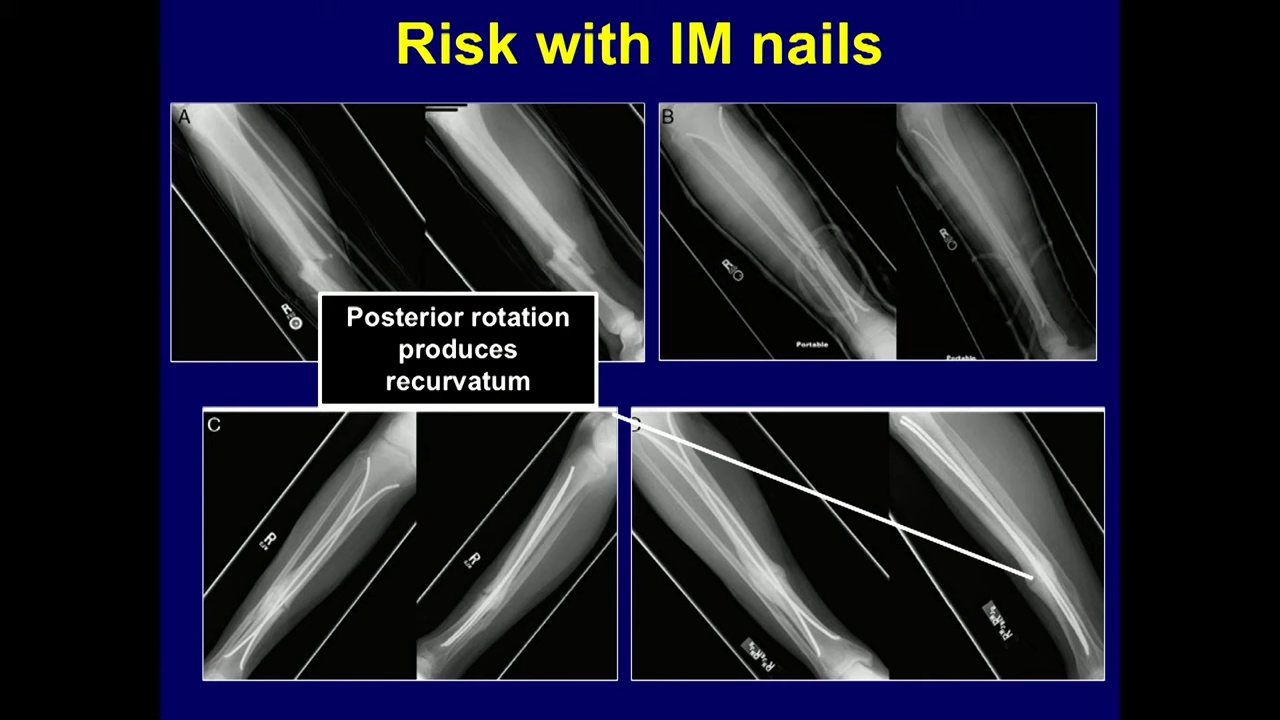 Risk with IM nails
A
B
R
R
R
Portable
Portable
Posterior rotation
produces
recurvatum
C
R
R